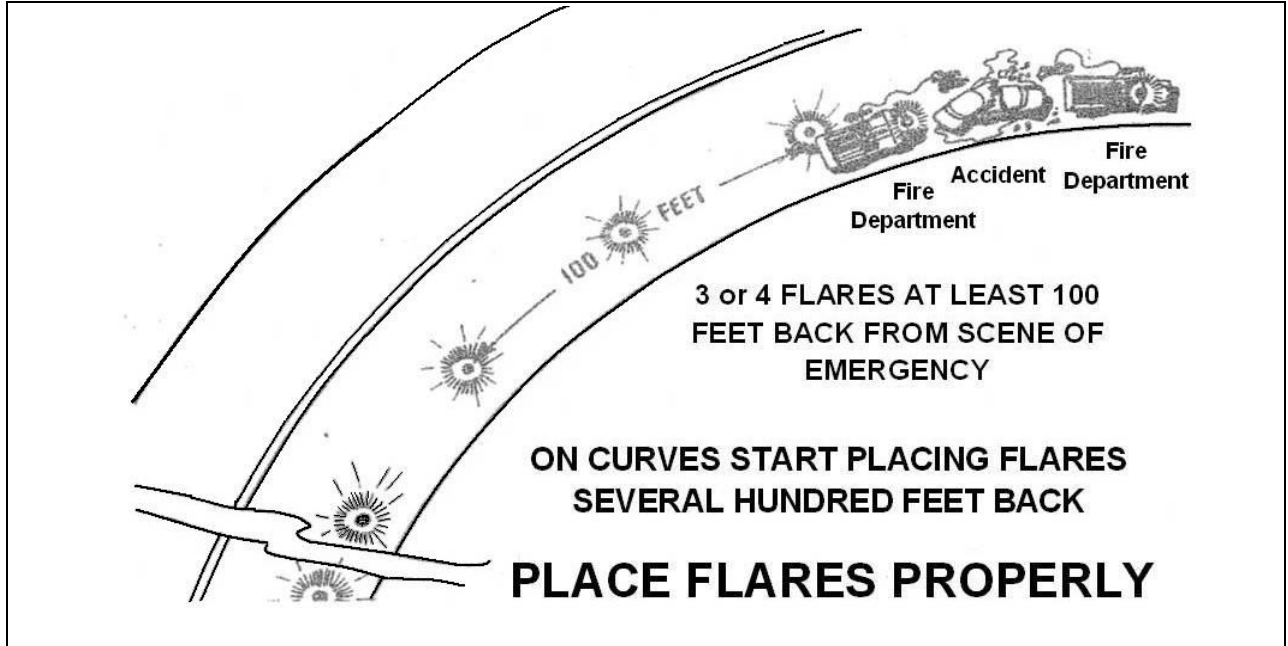 100 FEET
Fire
Department
Accident
Fire
Department
3 or 4 FLARES AT LEAST 100
FEET BACK FROM SCENE OF
EMERGENCY
ON CURVES START PLACING FLARES
SEVERAL HUNDRED FEET BACK
PLACE FLARES PROPERLY